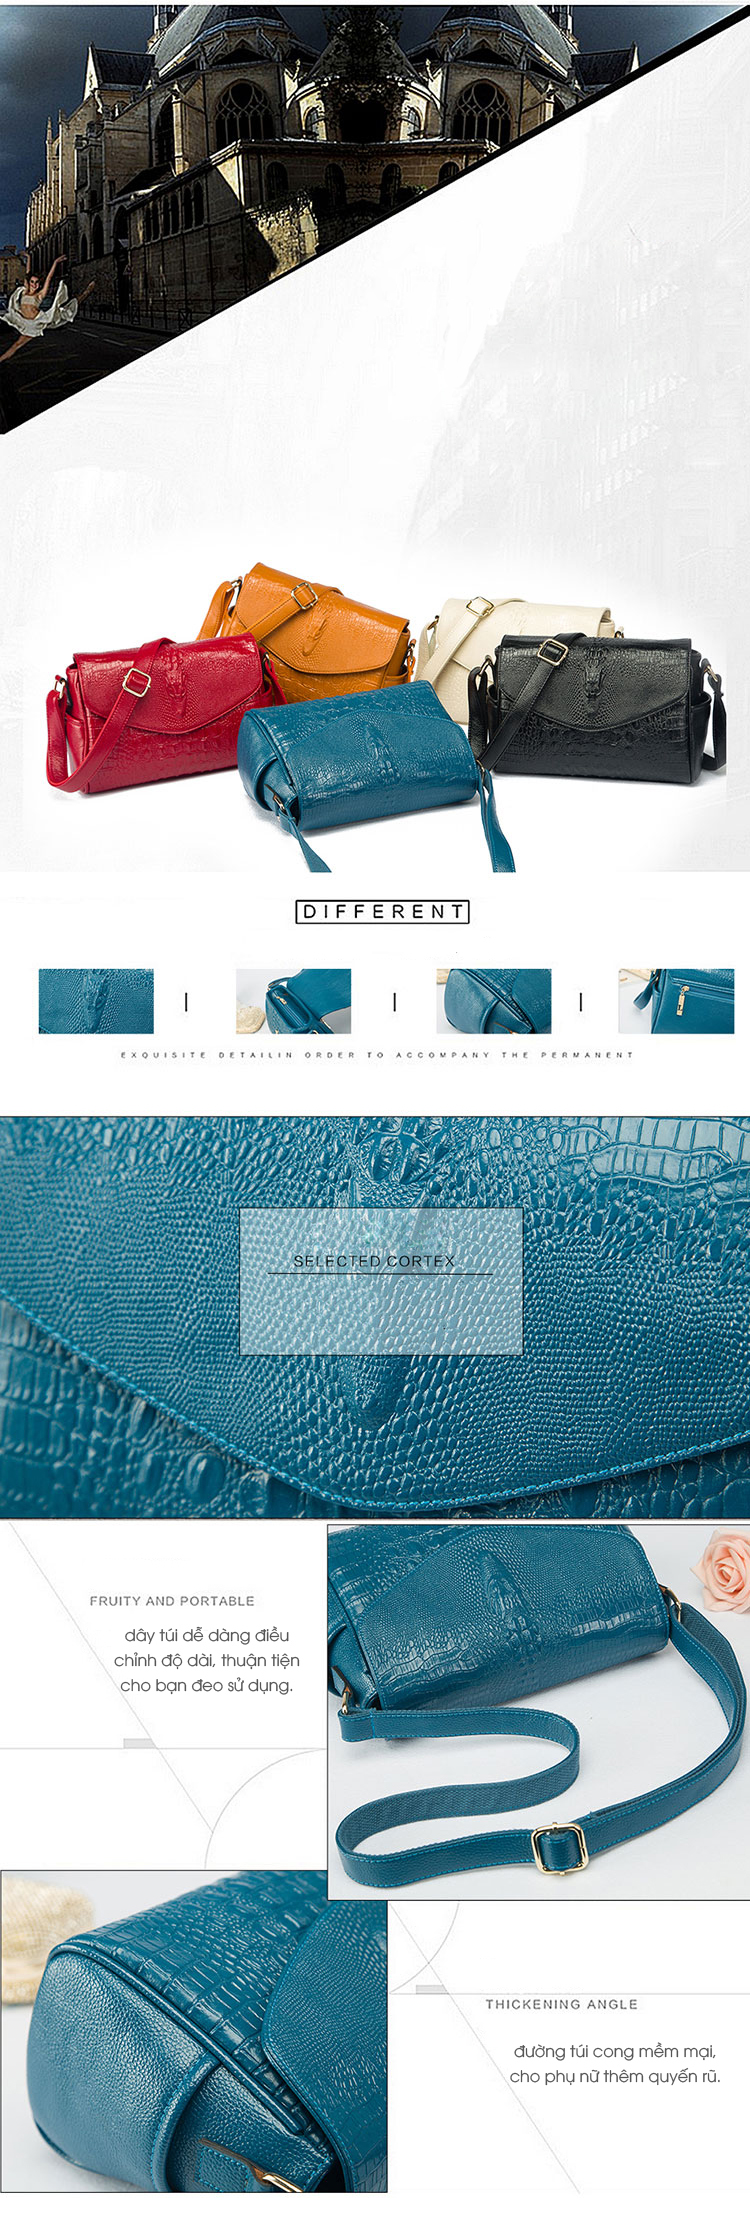 DIFFERENT
EXQUISITE DETAILIN ORDER TO ACCOMPANY THE PERMANENT
SELECTED CORTEX
FRUITY AND PORTABLE
dây túi dễ dàng điều
chỉnh độ dài, thuận tiện
cho bạn đeo sử dụng.
THICKENING ANGLE
đường túi cong mềm mại,
cho phụ nữ thêm quyến rũ.